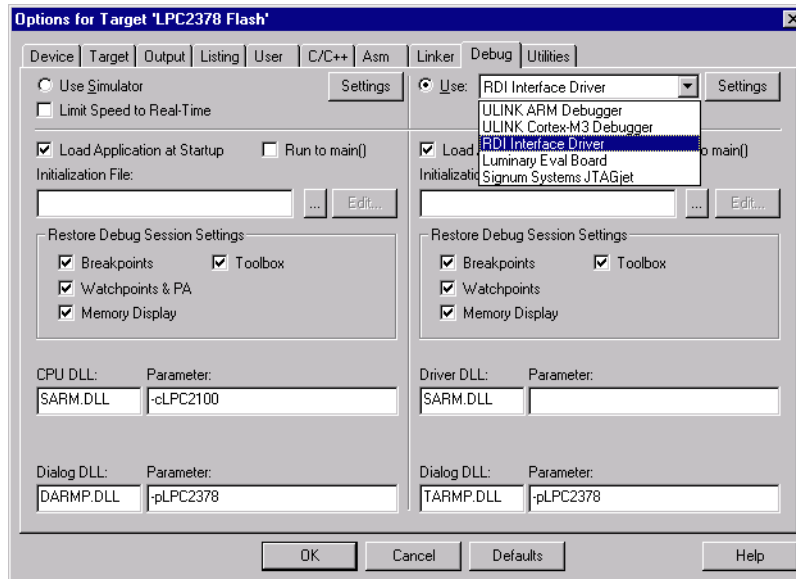 Options for Target 'LPC2378 Flash'
Device Target Output Listing User C/C++ Asm Linker Debug Utilities
Use Simulator Settings Use: RDI Interface Driver Settings
Limit Speed to Real-Time
ULINK ARM Debugger
ULINK Cortex-M3 Debugger
RDI Interface Driver
Luminary Eval Board
Signum Systems JTAGjet
Load Application at Startup Run to main() Load o main()
Initialization File: Initializatio
... Edit... ... Edit...
Restore Debug Session Settings Restore Debug Session Settings
Breakpoints Toolbox Breakpoints Toolbox
Watchpoints & PA Watchpoints
Memory Display Memory Display
CPU DLL: Parameter: Driver DLL: Parameter:
SARM.DLL -cLPC2100 SARM.DLL
Dialog DLL: Parameter: Dialog DLL: Parameter:
DARMP.DLL -pLPC2378 TARMP.DLL -pLPC2378
OK Cancel Defaults Help